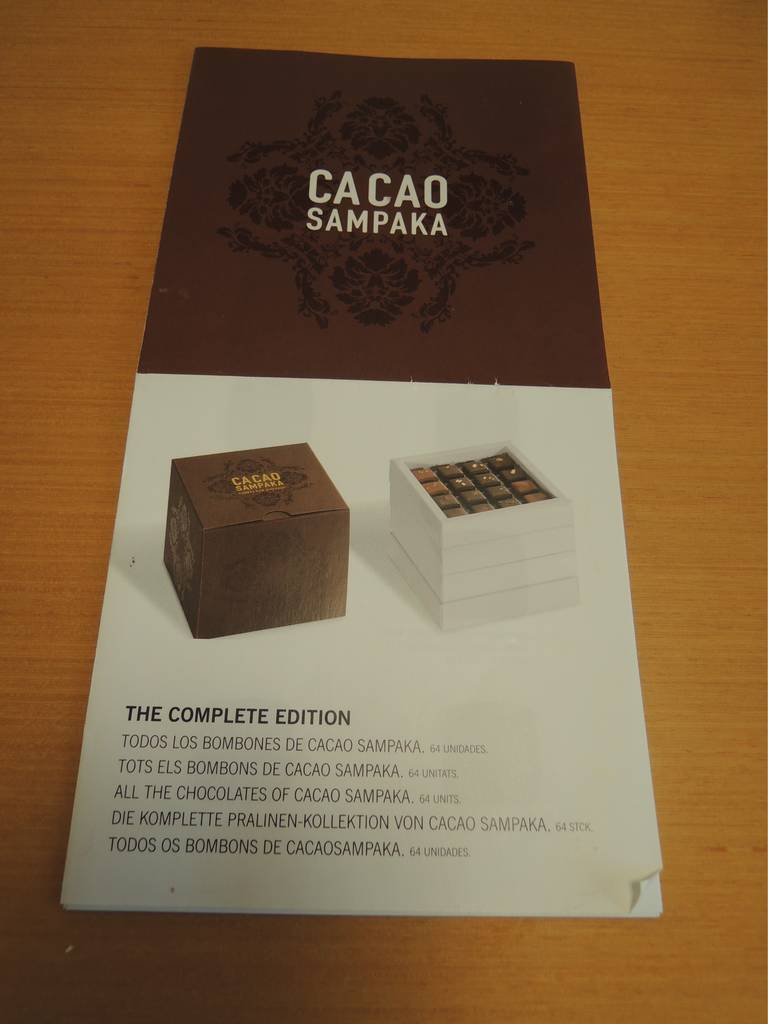 CACAO
SAMPAKA
CACAO
SAMPAKA
THE COMPLETE EDITION
TODOS LOS BOMBONES DE CACAO SAMPAKA. 64 UNIDADES.
TOTS ELS BOMBONS DE CACAO SAMPAKA. 64 UNITATS.
ALL THE CHOCOLATES OF CACAO SAMPAKA. 64 UNITS.
DIE KOMPLETTE PRALINEN-KOLLEKTION VON CACAO SAMPAKA. 64 STCK.
TODOS OS BOMBONS DE CACAOSAMPAKA. 64 UNIDADES.